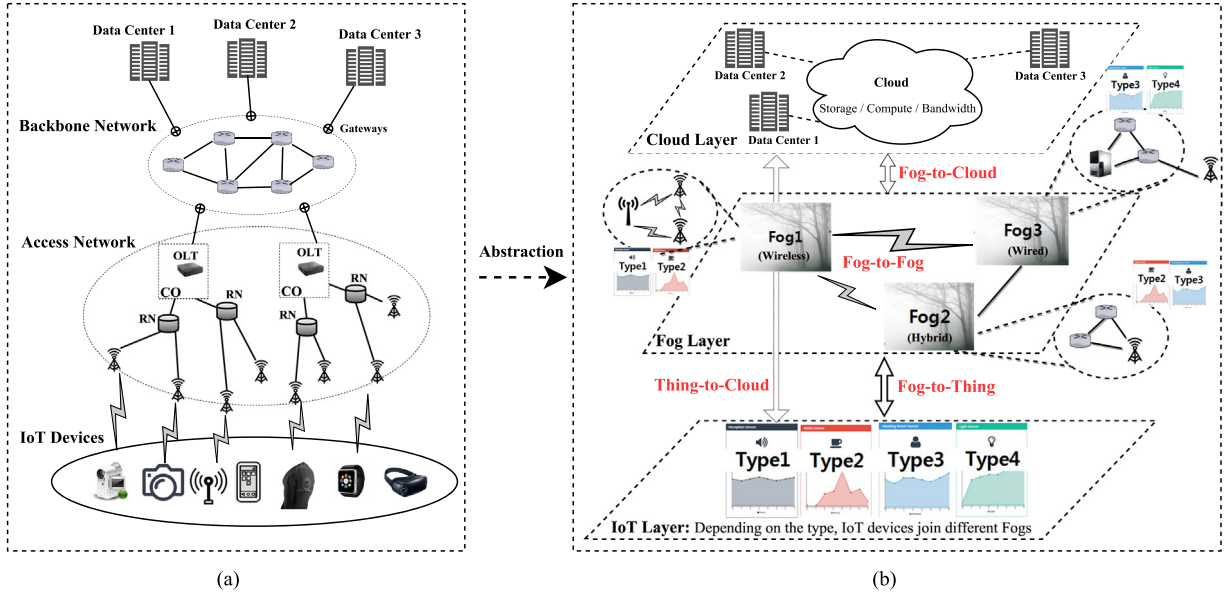 (a)
Data Center 1
Data Center 2
Data Center 3
Backbone Network
Gateways
Access Network
OLT
OLT
CO
RN
CO
RN
RN
RN
IoT Devices
(a)
Abstraction
(b)
Data Center 2
Cloud
Data Center 3
Storage / Compute / Bandwidth
Data Center 1
Cloud Layer
Type3
Type4
Fog-to-Cloud
Fog1
(Wireless)
Fog3
(Wired)
Fog-to-Fog
Type1
Type2
Type2
Type3
Fog2
(Hybrid)
Fog Layer
Thing-to-Cloud
Fog-to-Thing
Type1
Type2
Type3
Type4
IoT Layer: Depending on the type, IoT devices join different Fogs
(b)